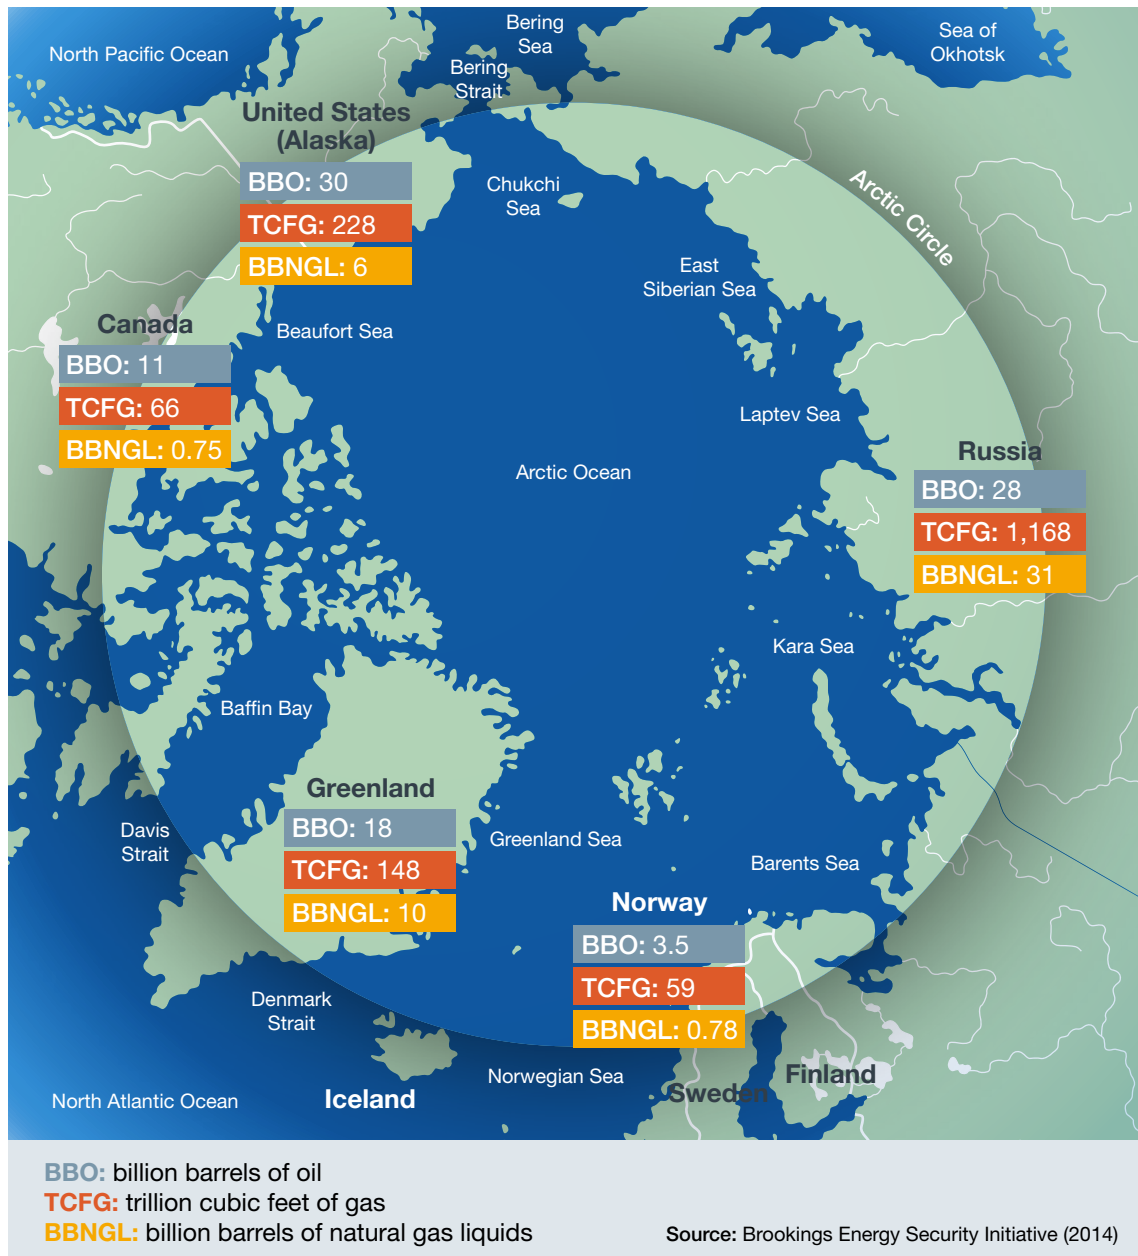 North Pacific Ocean
Bering
Sea
Bering
Strait
Sea of
Okhotsk
United States
(Alaska)
BBO: 30
TCFG: 228
BBNGL: 6
Chukchi
Sea
Arctic Circle
East
Siberian Sea
Canada
BBO: 11
TCFG: 66
BBNGL: 0.75
Beaufort Sea
Laptev Sea
Arctic Ocean
Russia
BBO: 28
TCFG: 1,168
BBNGL: 31
Kara Sea
Baffin Bay
Greenland
BBO: 18
TCFG: 148
BBNGL: 10
Davis
Strait
Greenland Sea
Barents Sea
Norway
BBO: 3.5
TCFG: 59
BBNGL: 0.78
Denmark
Strait
Norwegian Sea
Finland
Sweden
Iceland
North Atlantic Ocean
BBO: billion barrels of oil
TCFG: trillion cubic feet of gas
BBNGL: billion barrels of natural gas liquids
Source: Brookings Energy Security Initiative (2014)